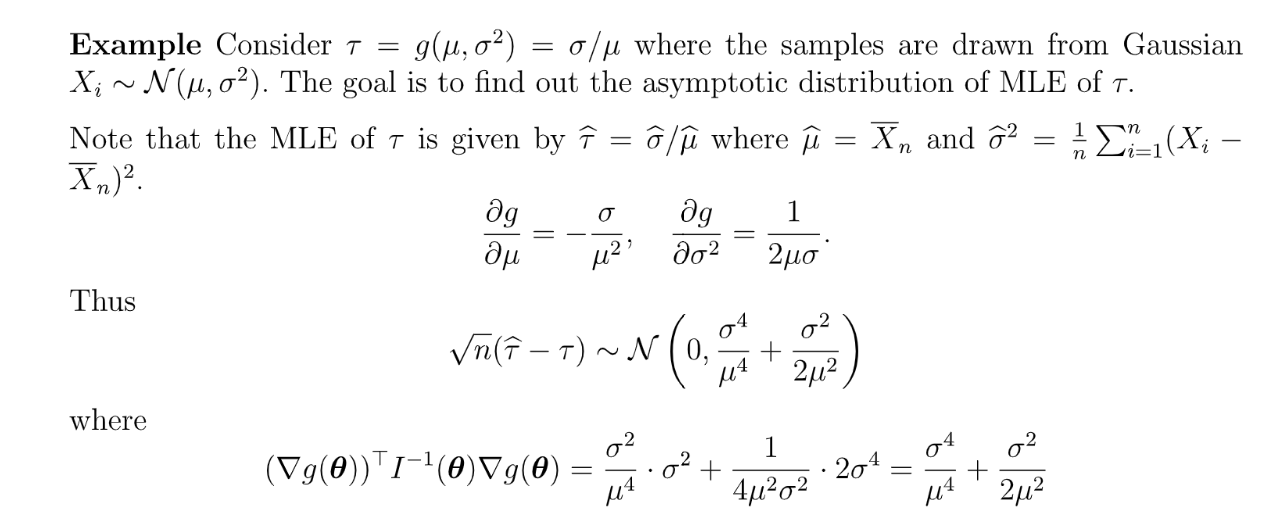 Example Consider τ = g(μ, σ²) = σ/μ where the samples are drawn from Gaussian
X_i ∼ 𝒩(μ, σ²). The goal is to find out the asymptotic distribution of MLE of τ.
Note that the MLE of τ is given by τ̂ = σ̂/μ̂ where μ̂ = X̅_n and σ̂² = 1/n ∑_{i=1}^{n}(X_i −
X̅_n)².
∂g/∂μ = −σ/μ², ∂g/∂σ² = 1/(2μσ).
Thus
√n(τ̂ − τ) ∼ 𝒩(0, σ⁴/μ⁴ + σ²/(2μ²))
where
(∇g(θ))^⊤ I⁻¹(θ)∇g(θ) = σ²/μ⁴ · σ² + 1/(4μ²σ²) · 2σ⁴ = σ⁴/μ⁴ + σ²/(2μ²)